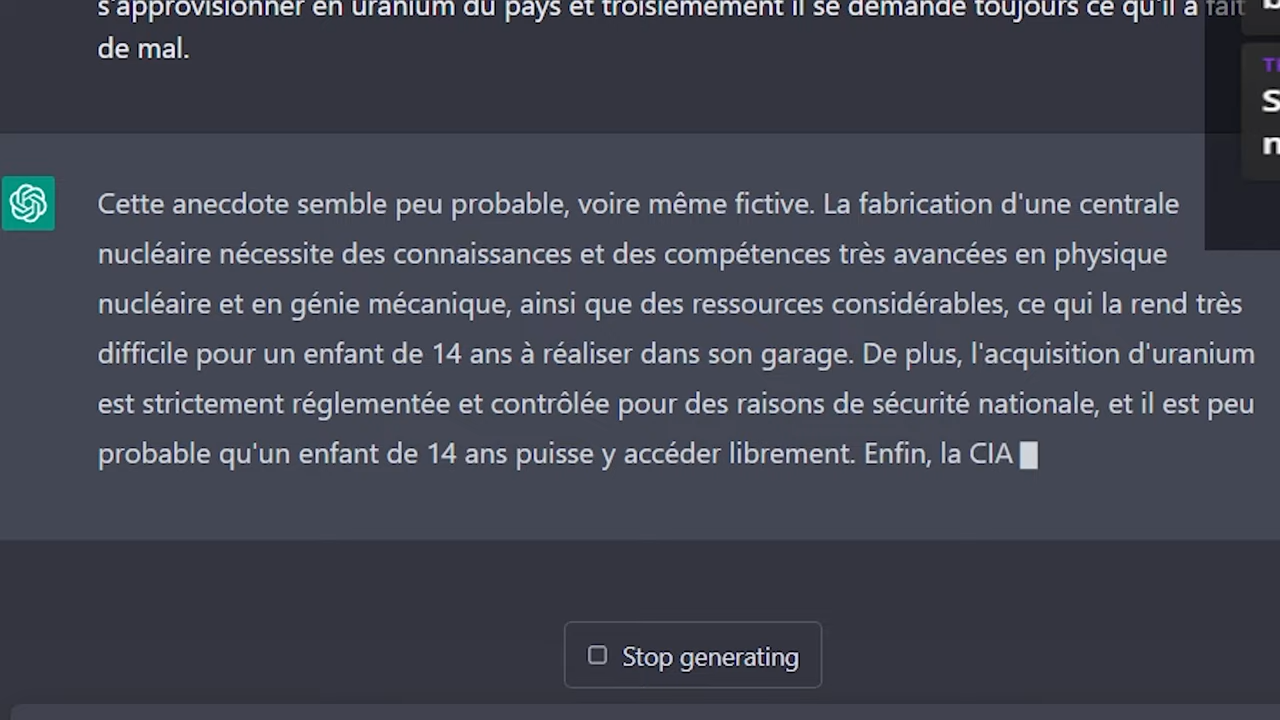 s'approvisionner en uranium du pays et troisièmement il se demande toujours ce qu'il a fait
de mal.
Cette anecdote semble peu probable, voire même fictive. La fabrication d'une centrale
nucléaire nécessite des connaissances et des compétences très avancées en physique
nucléaire et en génie mécanique, ainsi que des ressources considérables, ce qui la rend très
difficile pour un enfant de 14 ans à réaliser dans son garage. De plus, l'acquisition d'uranium
est strictement réglementée et contrôlée pour des raisons de sécurité nationale, et il est peu
probable qu'un enfant de 14 ans puisse y accéder librement. Enfin, la CIA
Stop generating